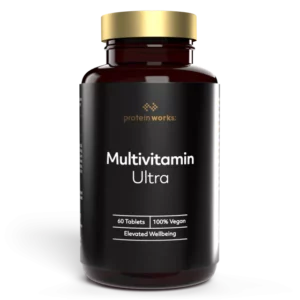 protein works
Multivitamin
Ultra
60 Tablets | 100% Vegan
Elevated Wellbeing